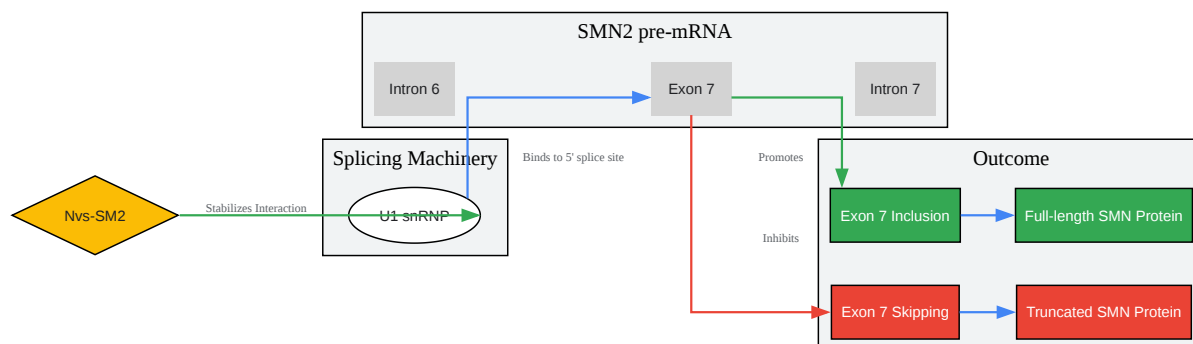 SMN2 pre-mRNA
Intron 6
Exon 7
Intron 7
Splicing Machinery
Binds to 5' splice site
Promotes
Outcome
Nvs-SM2
Stabilizes Interaction
U1 snRNP
Exon 7 Inclusion
Full-length SMN Protein
Inhibits
Exon 7 Skipping
Truncated SMN Protein